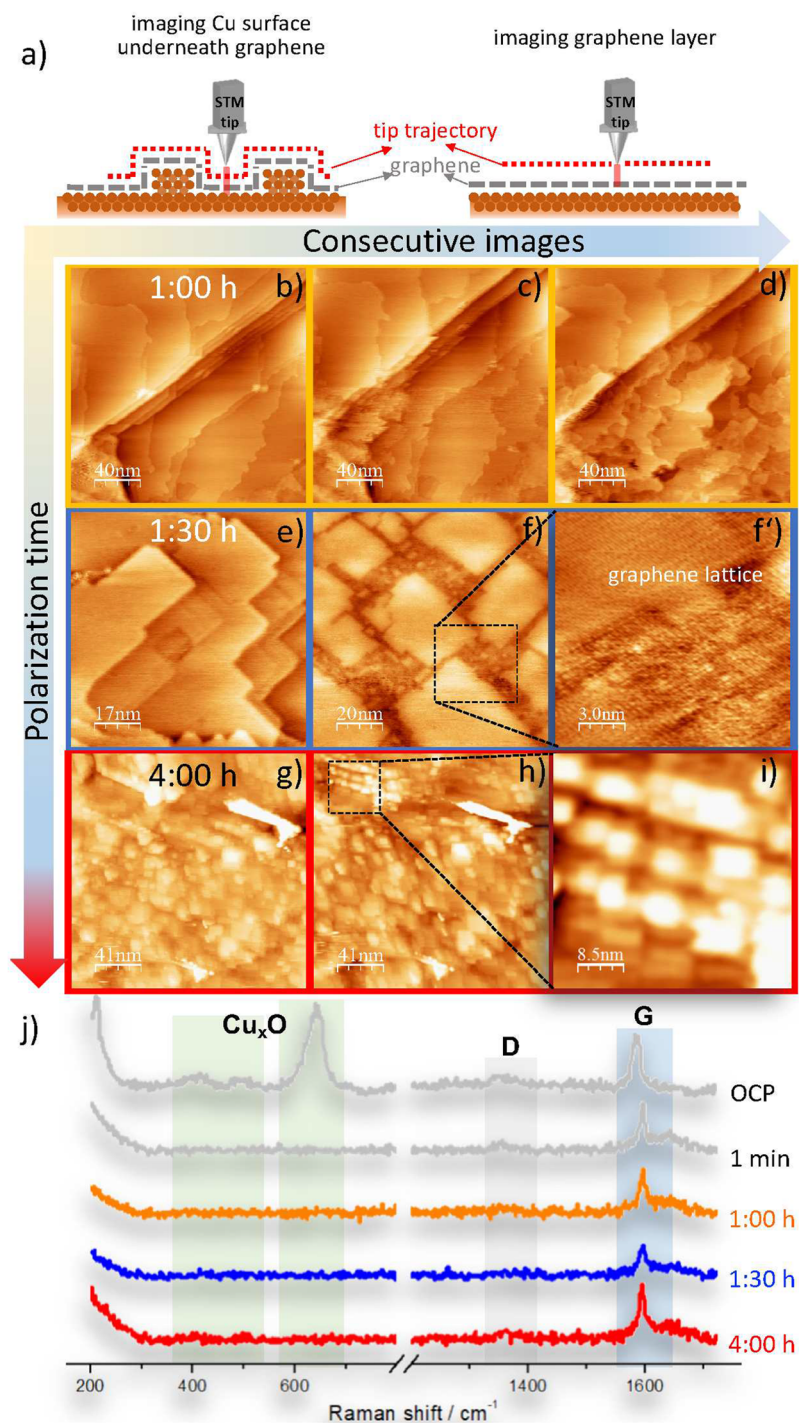 a)
imaging Cu surface
underneath graphene
imaging graphene layer
STM
tip
STM
tip
tip trajectory
graphene
Consecutive images
Polarization time
1:00 h
b)
40nm
c)
40nm
d)
40nm
1:30 h
e)
17nm
f)
20nm
f‘)
graphene lattice
3.0nm
4:00 h
g)
41nm
h)
41nm
i)
8.5nm
j)
CuₓO
D
G
OCP
1 min
1:00 h
1:30 h
4:00 h
200 400 600 1400 1600
Raman shift / cm⁻¹